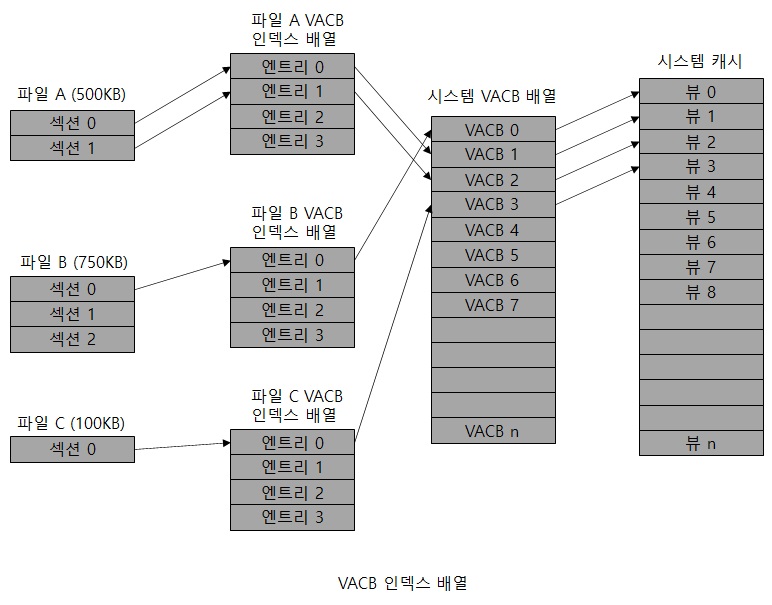 파일 A (500KB)
섹션 0
섹션 1
파일 A VACB
인덱스 배열
엔트리 0
엔트리 1
엔트리 2
엔트리 3
파일 B (750KB)
섹션 0
섹션 1
섹션 2
파일 B VACB
인덱스 배열
엔트리 0
엔트리 1
엔트리 2
엔트리 3
파일 C (100KB)
섹션 0
파일 C VACB
인덱스 배열
엔트리 0
엔트리 1
엔트리 2
엔트리 3
시스템 VACB 배열
VACB 0
VACB 1
VACB 2
VACB 3
VACB 4
VACB 5
VACB 6
VACB 7
VACB n
시스템 캐시
뷰 0
뷰 1
뷰 2
뷰 3
뷰 4
뷰 5
뷰 6
뷰 7
뷰 8
뷰 n
VACB 인덱스 배열